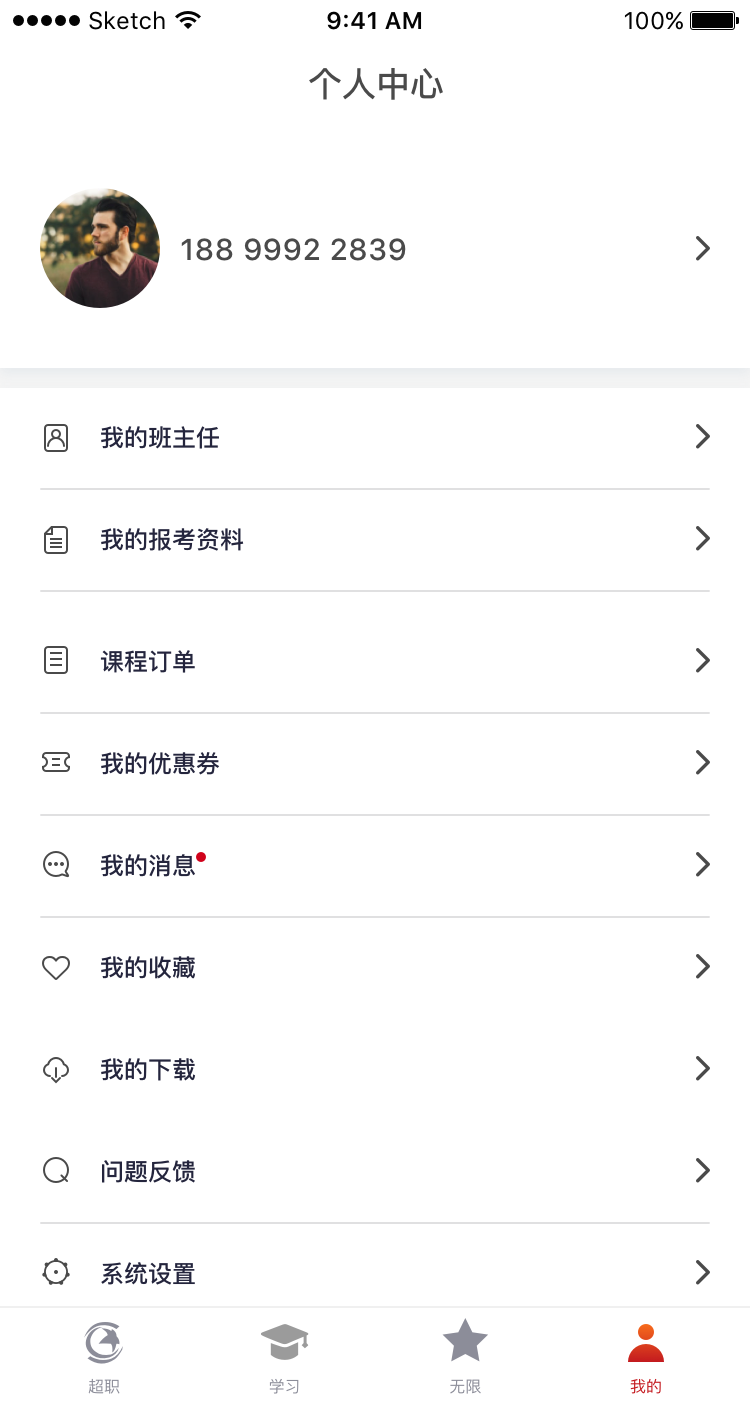 Sketch 9:41 AM 100%
个人中心
188 9992 2839
我的班主任
我的报考资料
课程订单
我的优惠券
我的消息
我的收藏
我的下载
问题反馈
系统设置
超职 学习 无限 我的